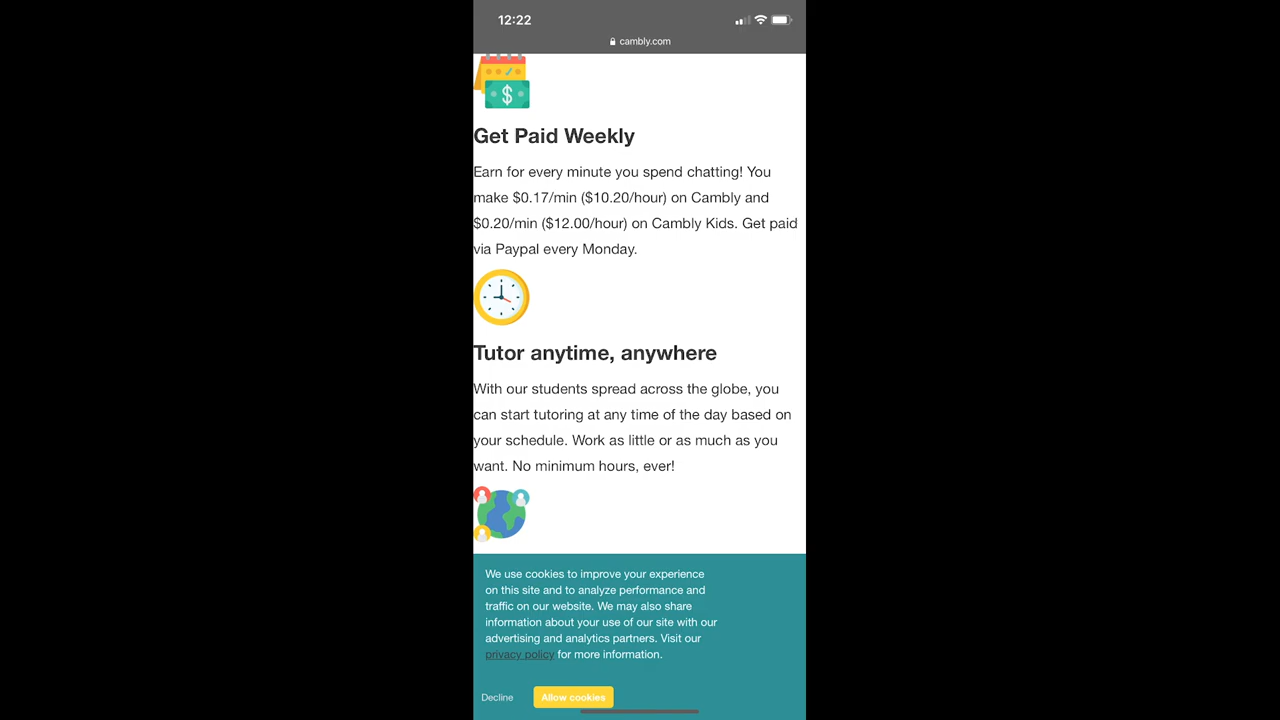 12:22
cambly.com
$
Get Paid Weekly
Earn for every minute you spend chatting! You
make $0.17/min ($10.20/hour) on Cambly and
$0.20/min ($12.00/hour) on Cambly Kids. Get paid
via Paypal every Monday.
Tutor anytime, anywhere
With our students spread across the globe, you
can start tutoring at any time of the day based on
your schedule. Work as little or as much as you
want. No minimum hours, ever!
We use cookies to improve your experience
on this site and to analyze performance and
traffic on our website. We may also share
information about your use of our site with our
advertising and analytics partners. Visit our
privacy policy for more information.
Decline Allow cookies